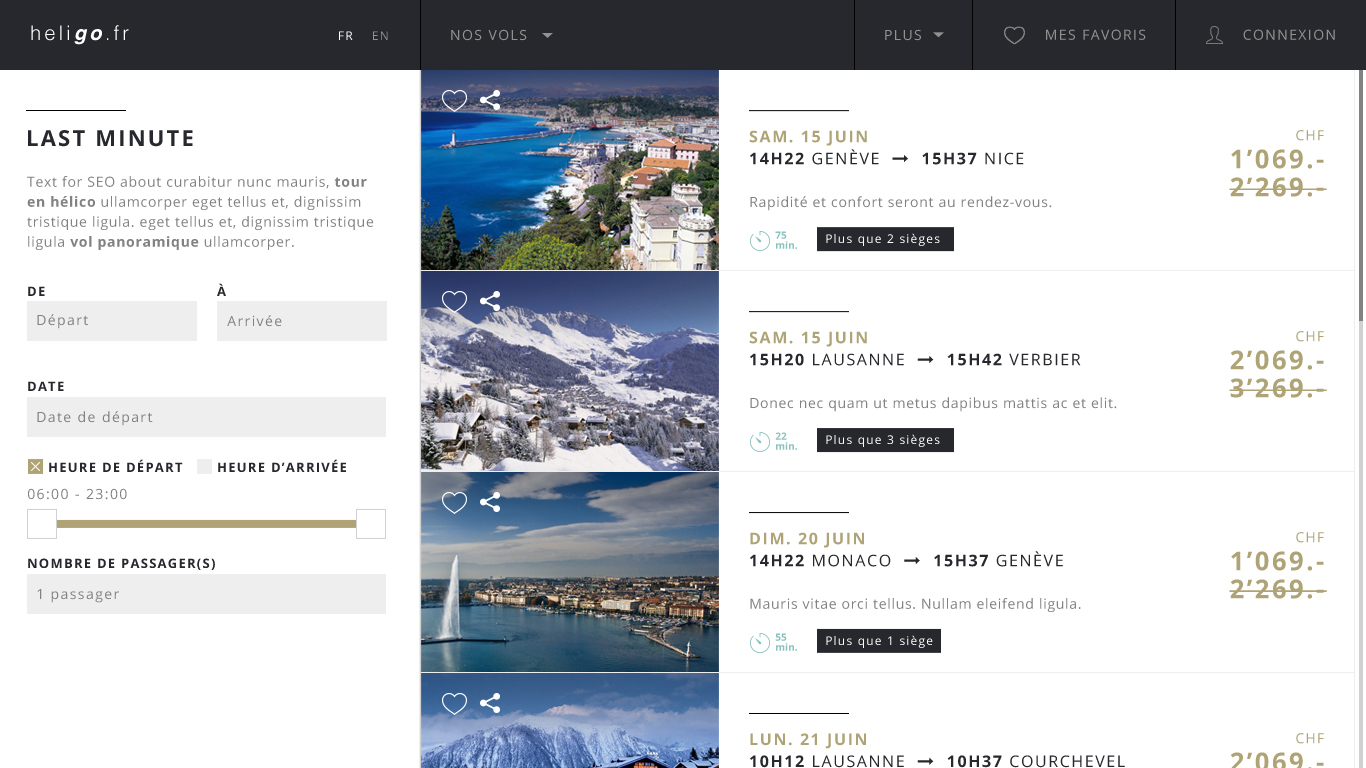 heligo.fr
FR EN
NOS VOLS
PLUS
MES FAVORIS
CONNEXION
LAST MINUTE
Text for SEO about curabitur nunc mauris, tour
en hélico ullamcorper eget tellus et, dignissim
tristique ligula. eget tellus et, dignissim tristique
ligula vol panoramique ullamcorper.
DE
À
Départ
Arrivée
DATE
Date de départ
HEURE DE DÉPART
HEURE D’ARRIVÉE
06:00 - 23:00
NOMBRE DE PASSAGER(S)
1 passager
SAM. 15 JUIN
14H22 GENÈVE ➞ 15H37 NICE
Rapidité et confort seront au rendez-vous.
75
min.
Plus que 2 sièges
CHF
1’069.-
2’269.-
SAM. 15 JUIN
15H20 LAUSANNE ➞ 15H42 VERBIER
Donec nec quam ut metus dapibus mattis ac et elit.
22
min.
Plus que 3 sièges
CHF
2’069.-
3’269.-
DIM. 20 JUIN
14H22 MONACO ➞ 15H37 GENÈVE
Mauris vitae orci tellus. Nullam eleifend ligula.
55
min.
Plus que 1 siège
CHF
1’069.-
2’269.-
LUN. 21 JUIN
10H12 LAUSANNE ➞ 10H37 COURCHEVEL
CHF
2’069.-